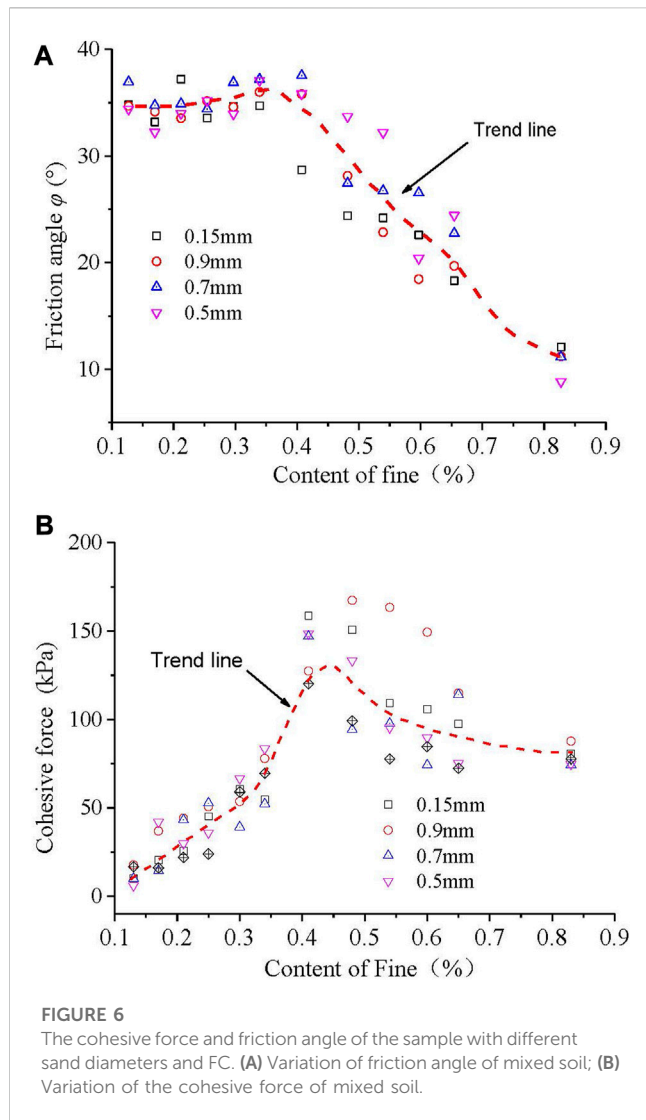 A
40
30
20
10
Friction angle φ (°)
Trend line
0.15mm
0.9mm
0.7mm
0.5mm
0.1 0.2 0.3 0.4 0.5 0.6 0.7 0.8 0.9
Content of fine（%）
B
200
150
100
50
0
Cohesive force (kPa)
Trend line
0.15mm
0.9mm
0.7mm
0.5mm
0.1 0.2 0.3 0.4 0.5 0.6 0.7 0.8 0.9
Content of Fine（%）
FIGURE 6
The cohesive force and friction angle of the sample with different
sand diameters and FC. (A) Variation of friction angle of mixed soil; (B)
Variation of the cohesive force of mixed soil.